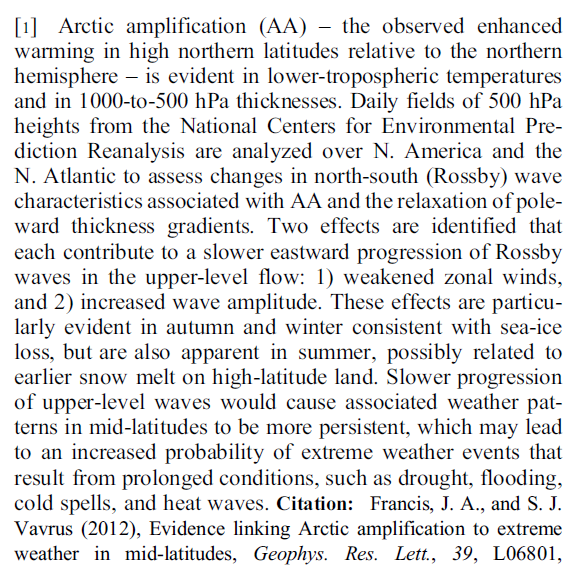 [1] Arctic amplification (AA) – the observed enhanced
warming in high northern latitudes relative to the northern
hemisphere – is evident in lower-tropospheric temperatures
and in 1000-to-500 hPa thicknesses. Daily fields of 500 hPa
heights from the National Centers for Environmental Pre-
diction Reanalysis are analyzed over N. America and the
N. Atlantic to assess changes in north-south (Rossby) wave
characteristics associated with AA and the relaxation of pole-
ward thickness gradients. Two effects are identified that
each contribute to a slower eastward progression of Rossby
waves in the upper-level flow: 1) weakened zonal winds,
and 2) increased wave amplitude. These effects are particu-
larly evident in autumn and winter consistent with sea-ice
loss, but are also apparent in summer, possibly related to
earlier snow melt on high-latitude land. Slower progression
of upper-level waves would cause associated weather pat-
terns in mid-latitudes to be more persistent, which may lead
to an increased probability of extreme weather events that
result from prolonged conditions, such as drought, flooding,
cold spells, and heat waves. Citation: Francis, J. A., and S. J.
Vavrus (2012), Evidence linking Arctic amplification to extreme
weather in mid-latitudes, Geophys. Res. Lett., 39, L06801,